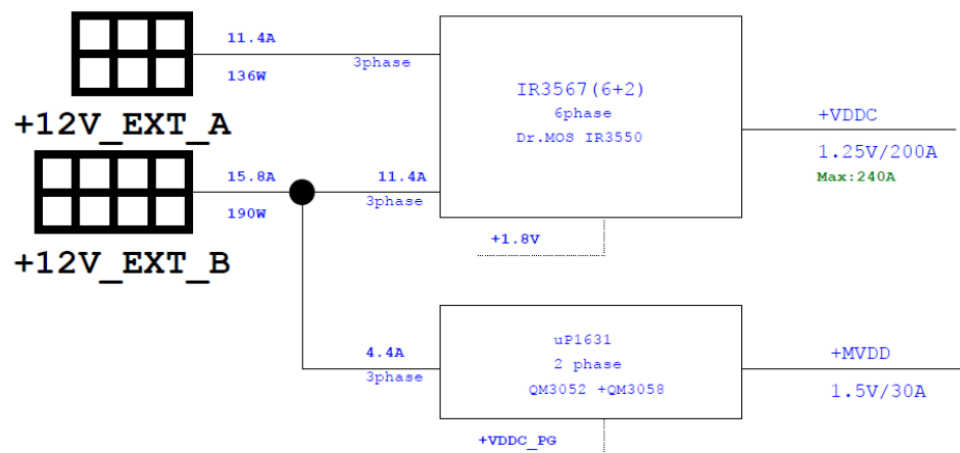 11.4A
3phase
136W
+12V_EXT_A
IR3567(6+2)
6phase
Dr.MOS IR3550
+VDDC
1.25V/200A
Max:240A
15.8A
11.4A
3phase
190W
+12V_EXT_B
+1.8V
4.4A
3phase
uP1631
2 phase
QM3052 +QM3058
+MVDD
1.5V/30A
+VDDC_PG